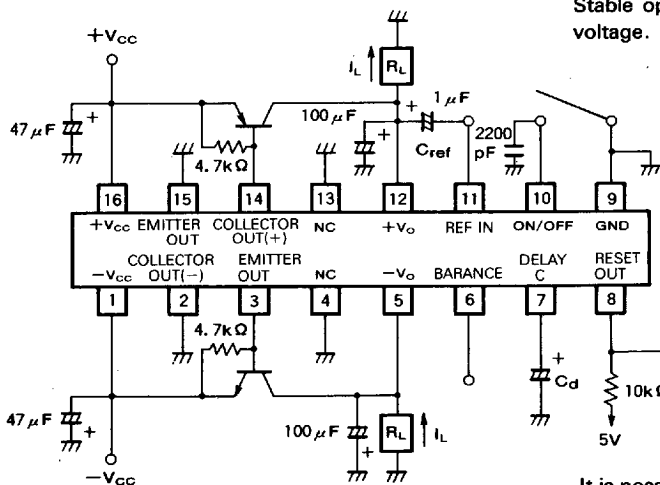 Stable op
voltage.
+Vcc
IL
RL
47μF
+
4.7kΩ
100μF
+
+
1μF
Cref
2200
pF
16
15
14
13
12
11
10
9
+Vcc
EMITTER
OUT
COLLECTOR
OUT(+)
NC
+Vo
REF IN
ON/OFF
GND
−Vcc
COLLECTOR
OUT(−)
EMITTER
OUT
NC
−Vo
BARANCE
DELAY
C
RESET
OUT
1
2
3
4
5
6
7
8
4.7kΩ
47μF
+
100μF
+
RL
IL
+
Cd
10kΩ
5V
−Vcc
It is poss